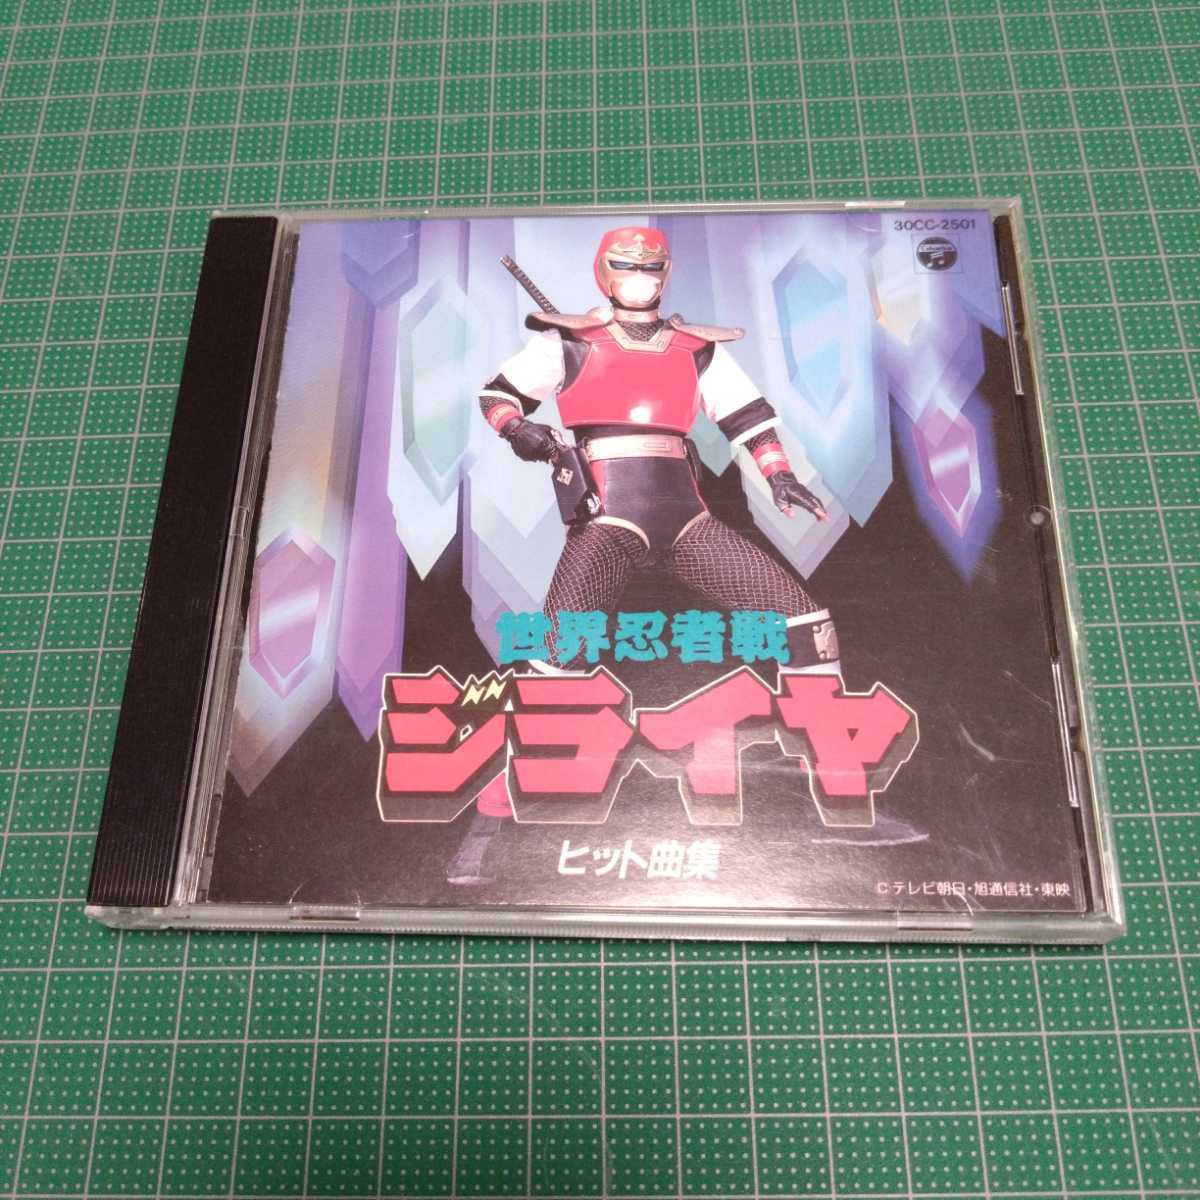 30CC-2501
Columbia
世界忍者戦
ジライヤ
ヒット曲集
C テレビ朝日・旭通信社・東映